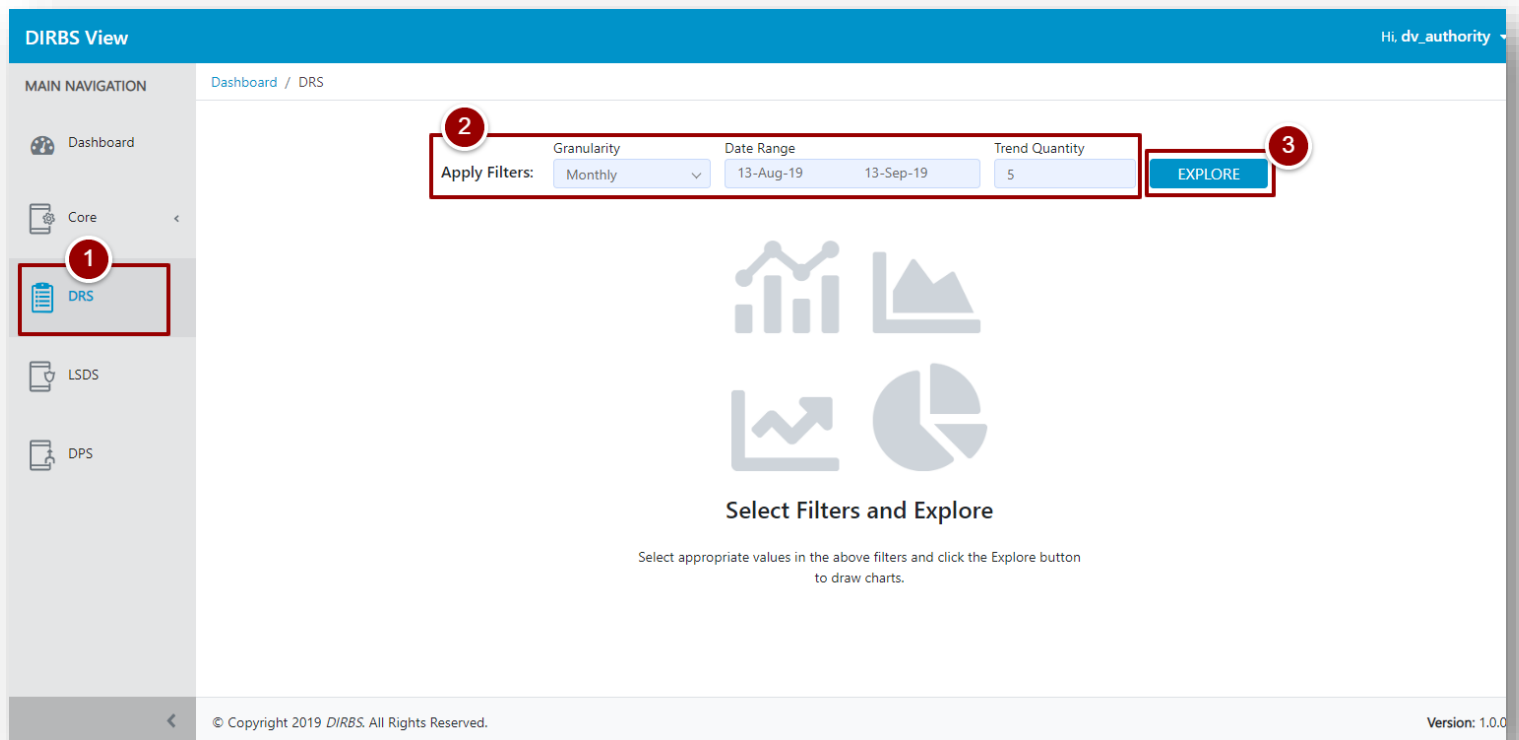 DIRBS View
Hi, dv_authority
MAIN NAVIGATION
Dashboard / DRS
Dashboard
Core
1
DRS
LSDS
DPS
2
3
Granularity Date Range Trend Quantity
Apply Filters: Monthly 13-Aug-19 13-Sep-19 5 EXPLORE
Select Filters and Explore
Select appropriate values in the above filters and click the Explore button
to draw charts.
© Copyright 2019 DIRBS. All Rights Reserved.
Version: 1.0.0